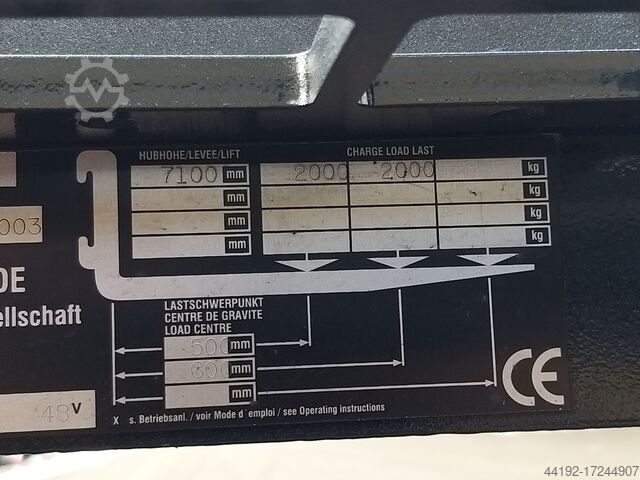 HUBHÖHE/LEVEE/LIFT
CHARGE LOAD LAST
7100 mm 2000 2000 kg
mm kg
mm kg
mm kg
003
DE
ellschaft
LASTSCHWERPUNKT
CENTRE DE GRAVITE
LOAD CENTRE
500 mm
600 mm
mm
CE
48 V
X s. Betriebsanl. / voir Mode d´emploi / see Operating instructions
44192-17244907